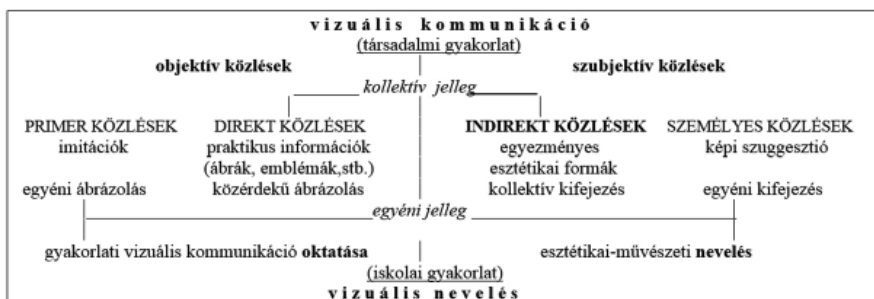 vizuális kommunikáció
(társadalmi gyakorlat)
objektív közlések szubjektív közlések
kollektív jelleg
PRIMER KÖZLÉSEK DIREKT KÖZLÉSEK INDIREKT KÖZLÉSEK SZEMÉLYES KÖZLÉSEK
imitációk praktikus információk egyezményes képi szuggesztió
(ábrák, emblémák,stb.) esztétikai formák
egyéni ábrázolás közérdekű ábrázolás kollektív kifejezés egyéni kifejezés
egyéni jelleg
gyakorlati vizuális kommunikáció oktatása esztétikai-művészeti nevelés
(iskolai gyakorlat)
vizuális nevelés